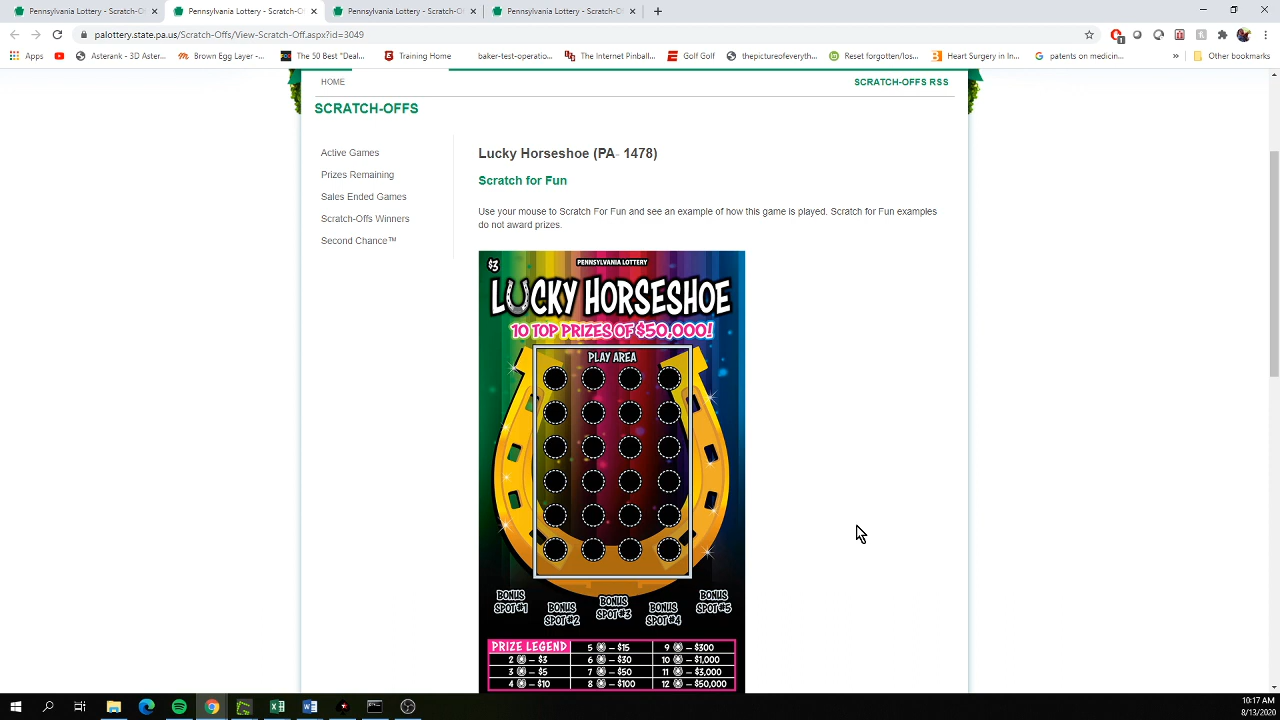 Pennsylvania Lottery - Scratch-C
Pennsylvania Lottery - Scratch-C
Pennsylvania Lottery - Scratch-C
Pennsylvania Lottery - Scratch-C
palottery.state.pa.us/Scratch-Offs/View-Scratch-Off.aspx?id=3049
Apps
Asterank - 3D Aster...
Brown Egg Layer -...
The 50 Best "Deal...
Training Home
baker-test-operatio...
The Internet Pinball...
Golf Golf
thepictureofeveryth...
Reset forgotten/los...
Heart Surgery in In...
patents on medicin...
»
Other bookmarks
HOME
SCRATCH-OFFS RSS
SCRATCH-OFFS
Active Games
Prizes Remaining
Sales Ended Games
Scratch-Offs Winners
Second Chance™
Lucky Horseshoe (PA- 1478)
Scratch for Fun
Use your mouse to Scratch For Fun and see an example of how this game is played. Scratch for Fun examples
do not award prizes.
$3
PENNSYLVANIA LOTTERY
LUCKY HORSESHOE
10 TOP PRIZES OF $50,000!
PLAY AREA
BONUS SPOT #1
BONUS SPOT #2
BONUS SPOT #3
BONUS SPOT #4
BONUS SPOT #5
PRIZE LEGEND
2 – $3
3 – $5
4 – $10
5 – $15
6 – $30
7 – $50
8 – $100
9 – $300
10 – $1,000
11 – $3,000
12 – $50,000
10:17 AM
8/13/2020